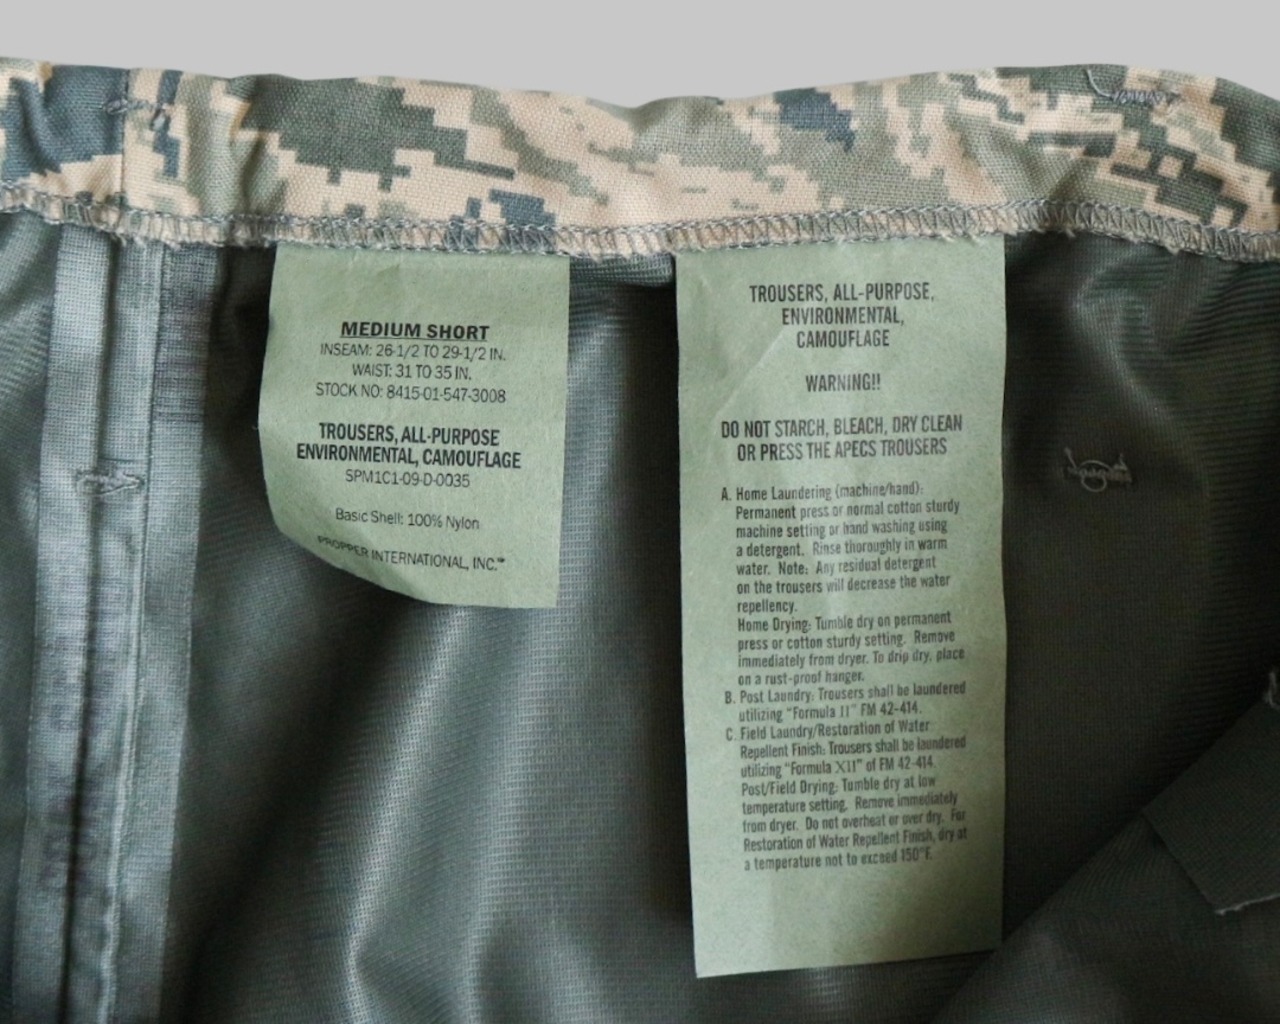 MEDIUM SHORT
INSEAM: 26-1/2 TO 29-1/2 IN.
WAIST: 31 TO 35 IN.
STOCK NO: 8415-01-547-3008
TROUSERS, ALL-PURPOSE
ENVIRONMENTAL, CAMOUFLAGE
SPM1C1-09-D-0035
Basic Shell: 100% Nylon
PROPPER INTERNATIONAL, INC.™
TROUSERS, ALL-PURPOSE,
ENVIRONMENTAL,
CAMOUFLAGE
WARNING!!
DO NOT STARCH, BLEACH, DRY CLEAN
OR PRESS THE APECS TROUSERS
A. Home Laundering (machine/hand):
Permanent press or normal cotton sturdy
machine setting or hand washing using
a detergent. Rinse thoroughly in warm
water. Note: Any residual detergent
on the trousers will decrease the water
repellency.
Home Drying: Tumble dry on permanent
press or cotton sturdy setting. Remove
immediately from dryer. To drip dry, place
on a rust-proof hanger.
B. Post Laundry: Trousers shall be laundered
utilizing "Formula II" FM 42-414.
C. Field Laundry/Restoration of Water
Repellent Finish: Trousers shall be laundered
utilizing "Formula XII" of FM 42-414.
Post/Field Drying: Tumble dry at low
temperature setting. Remove immediately
from dryer. Do not overheat or over dry. For
Restoration of Water Repellent Finish, dry at
a temperature not to exceed 150°F.